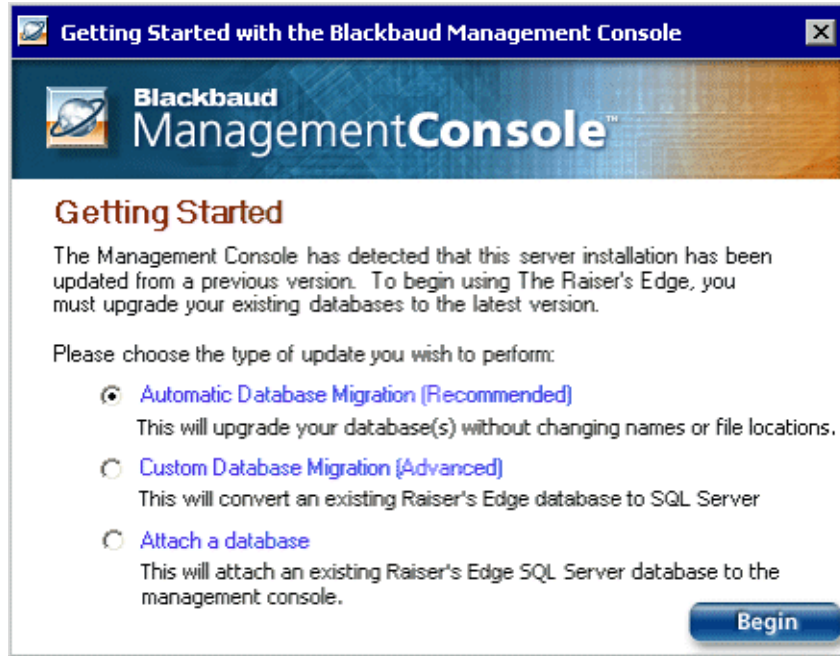 Getting Started with the Blackbaud Management Console
Blackbaud
ManagementConsole™
Getting Started
The Management Console has detected that this server installation has been
updated from a previous version. To begin using The Raiser's Edge, you
must upgrade your existing databases to the latest version.
Please choose the type of update you wish to perform:
Automatic Database Migration (Recommended)
This will upgrade your database(s) without changing names or file locations.
Custom Database Migration (Advanced)
This will convert an existing Raiser's Edge database to SQL Server
Attach a database
This will attach an existing Raiser's Edge SQL Server database to the
management console.
Begin